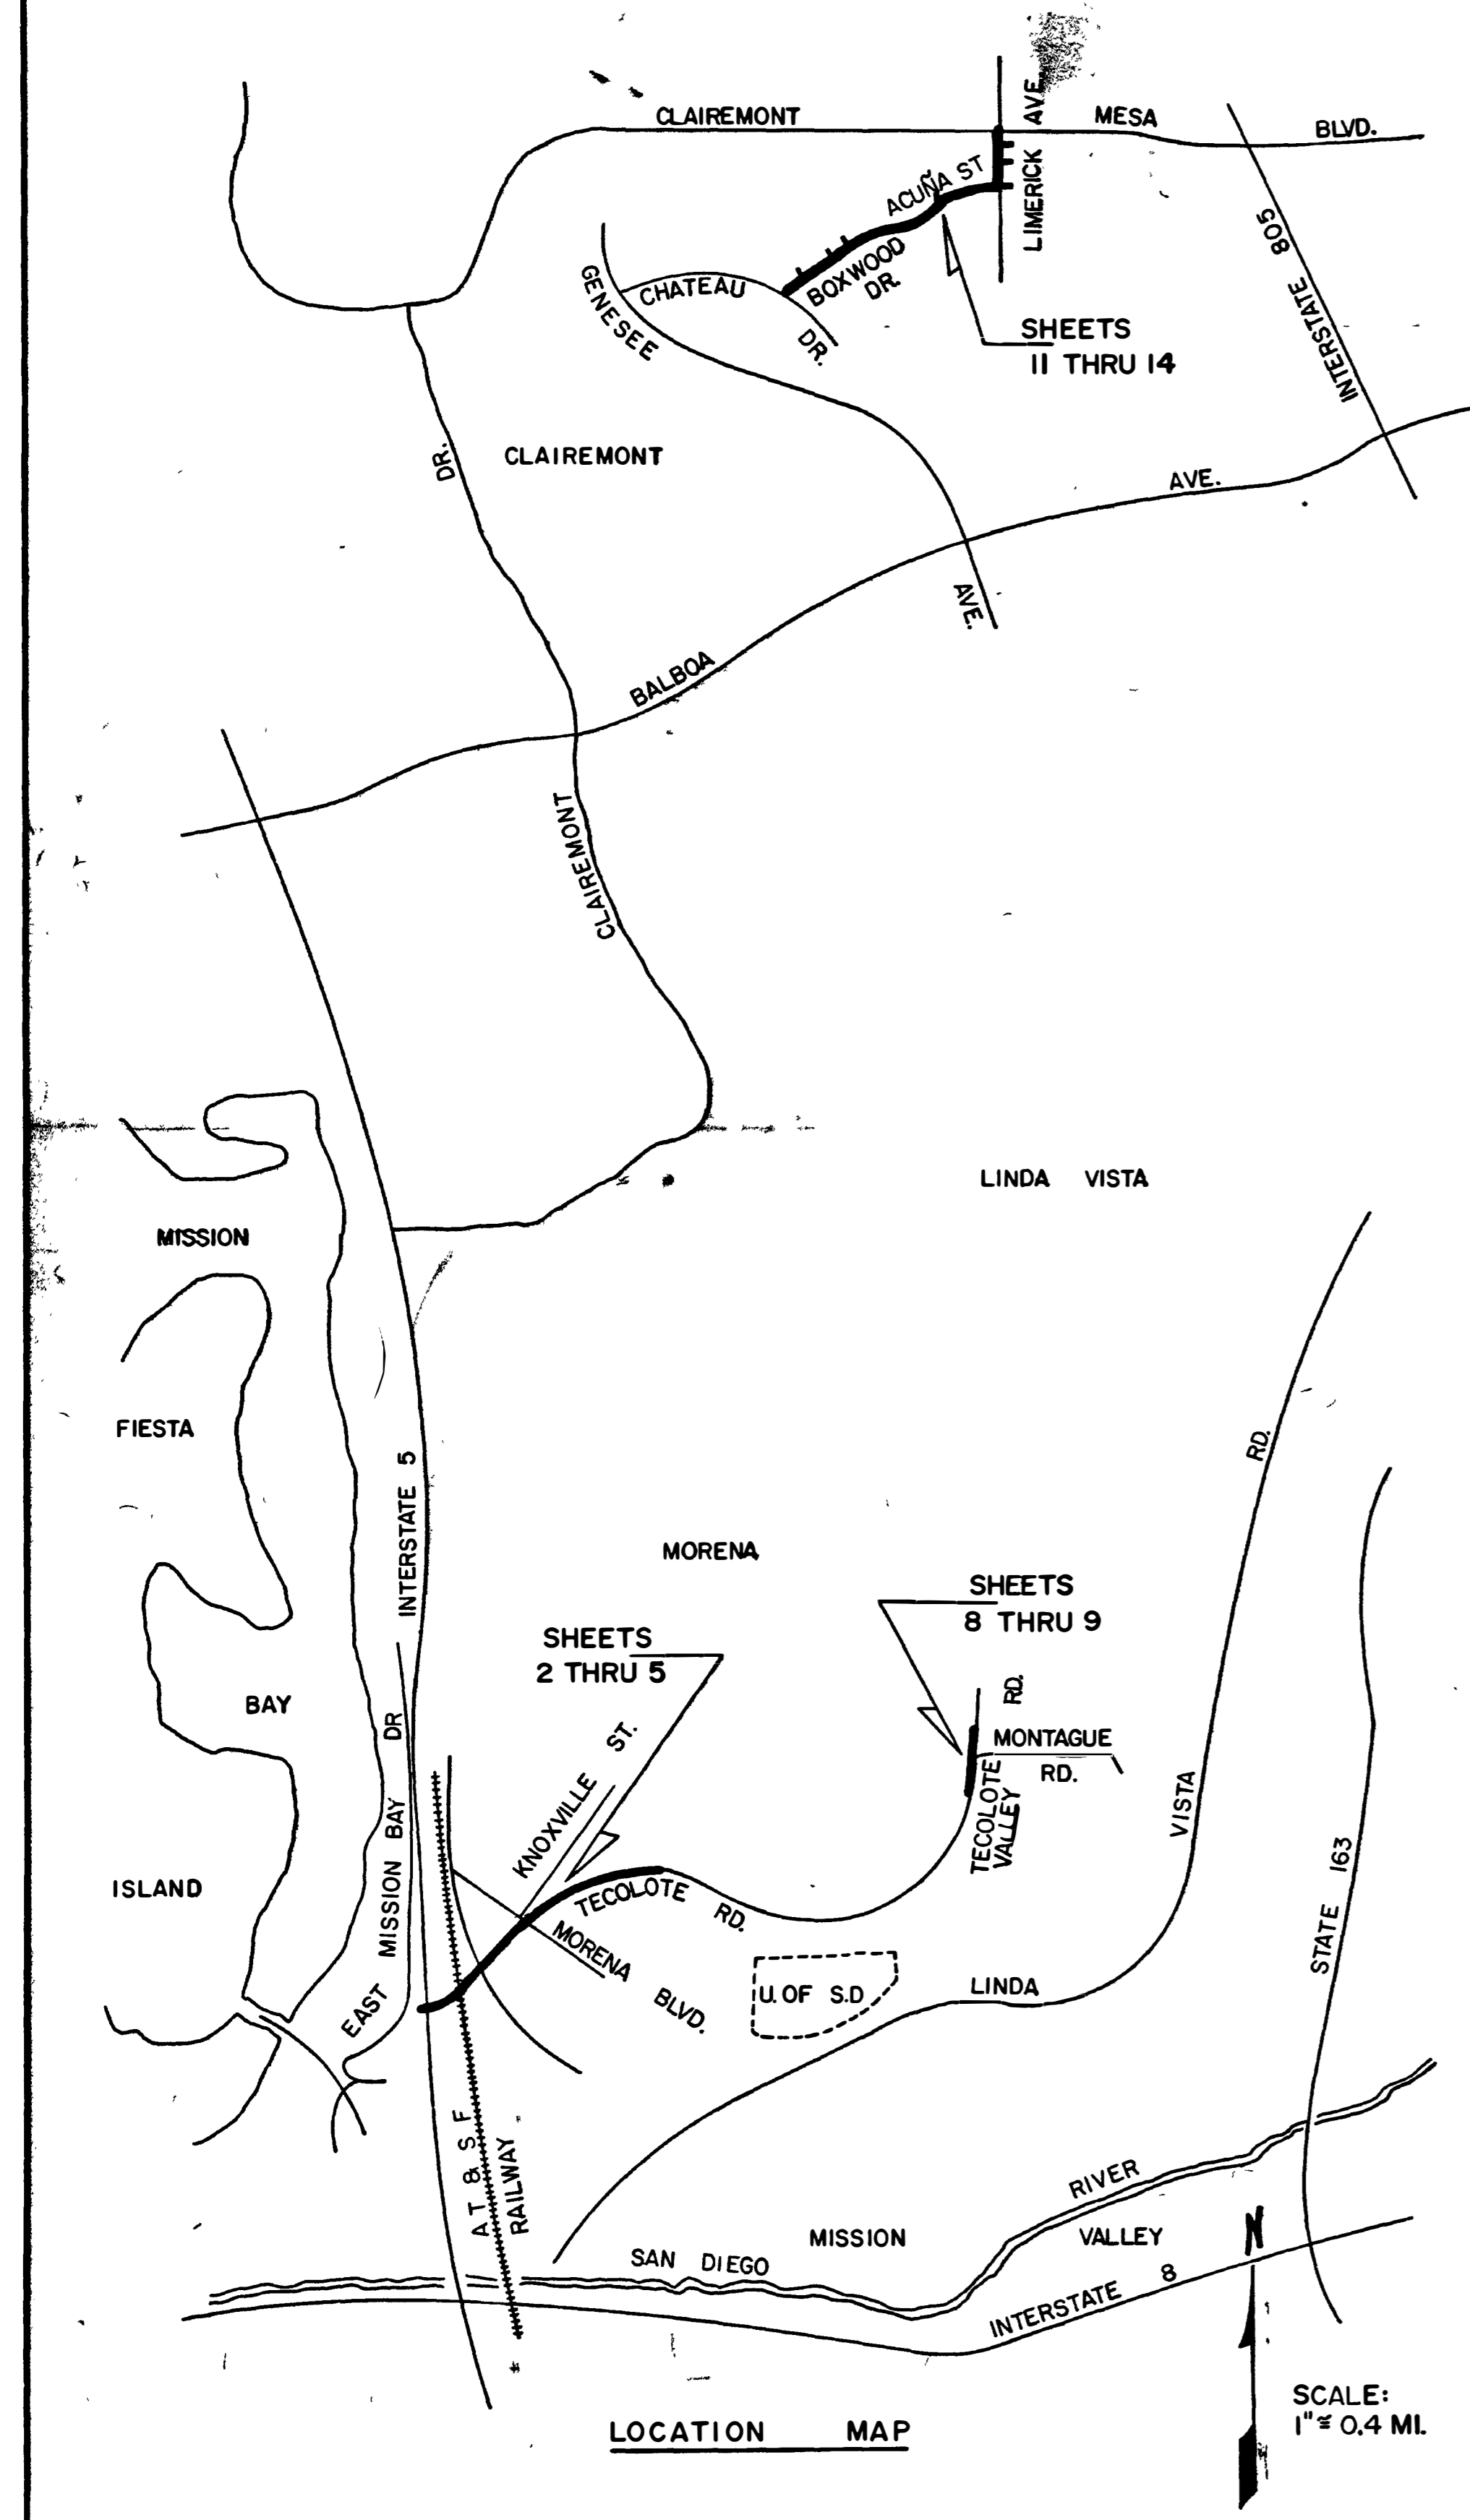 CLAIREMONT MESA BLVD.
LIMERICK AVE.
ACUÑA ST
BOXWOOD
DR.
CHATEAU DR.
GENESEE AVE.
INTERSTATE 805
SHEETS
11 THRU 14
CLAIREMONT
CLAIREMONT DR.
BALBOA AVE.
LINDA VISTA
MISSION
FIESTA
BAY
ISLAND
INTERSTATE 5
EAST MISSION BAY DR
MORENA
SHEETS
8 THRU 9
SHEETS
2 THRU 5
KNOXVILLE ST.
TECOLOTE
VALLEY
RD.
MONTAGUE
RD.
TECOLOTE RD.
MORENA BLVD.
U. OF S.D
LINDA VISTA RD.
STATE 163
AT & SF
RAILWAY
SAN DIEGO RIVER
MISSION VALLEY
INTERSTATE 8
N
SCALE:
1" ≅ 0.4 MI.
LOCATION MAP